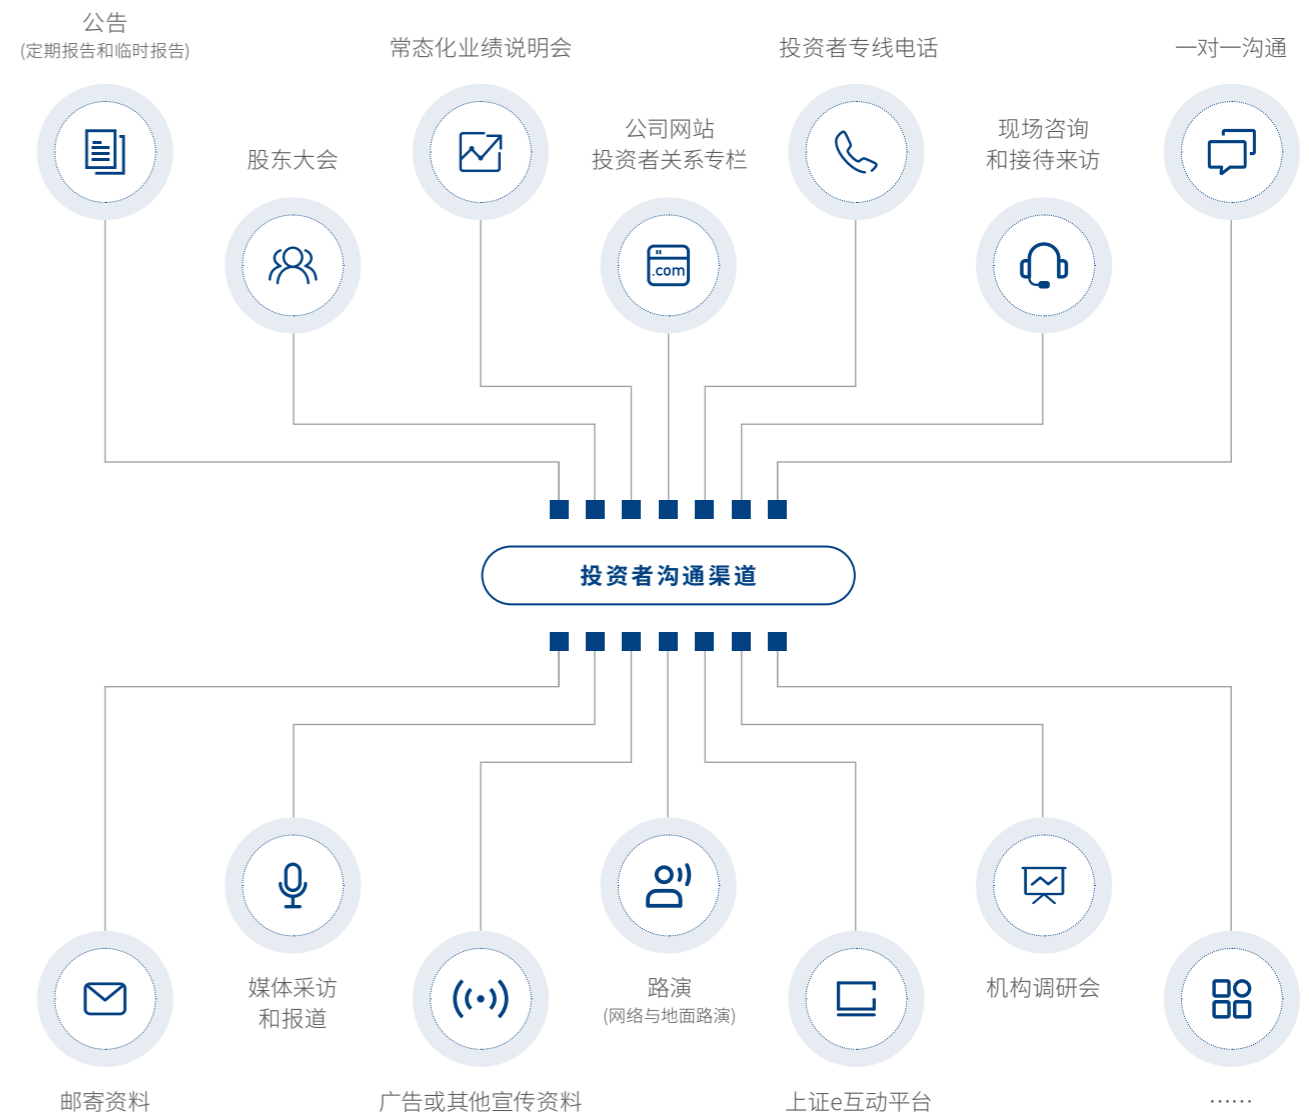 公告
(定期报告和临时报告)
常态化业绩说明会
投资者专线电话
一对一沟通
股东大会
公司网站
投资者关系专栏
现场咨询
和接待来访
.com
投资者沟通渠道
媒体采访
和报道
路演
(网络与地面路演)
机构调研会
邮寄资料
广告或其他宣传资料
上证e互动平台
……